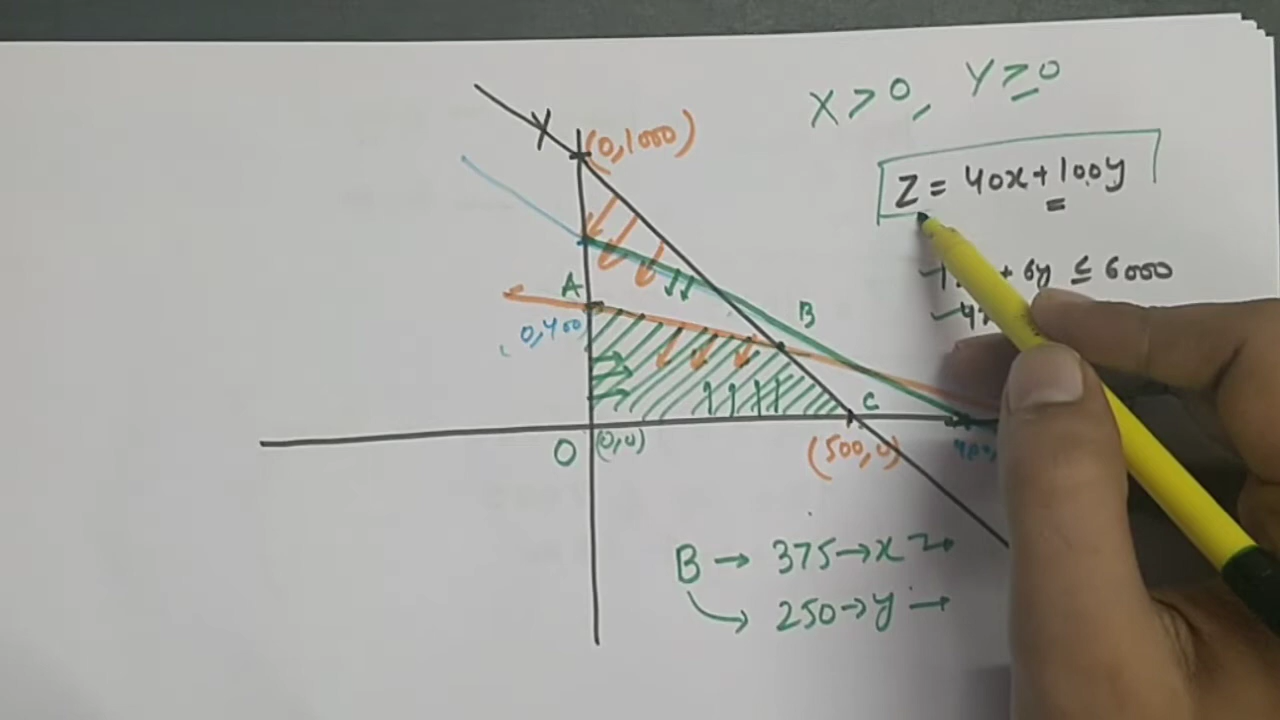 X > 0, Y ≥ 0
Y
(0,1000)
Z = 40x + 100y
+ 6y ≤ 6000
A
B
0,400
C
O (0,0)
(500,0)
B → 375 → x
→ 250 → y →